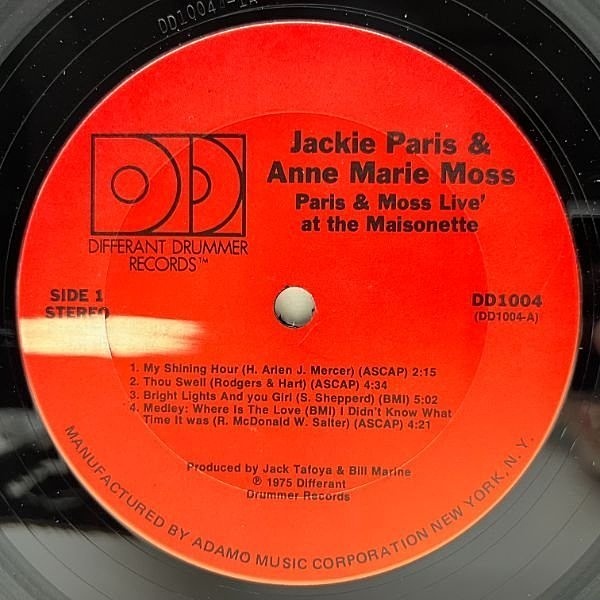 DD1004-1A
Jackie Paris &
Anne Marie Moss
Paris & Moss Live'
at the Maisonette
DIFFERANT DRUMMER
RECORDS™
SIDE 1
STEREO
DD1004
(DD1004-A)
1. My Shining Hour (H. Arlen J. Mercer) (ASCAP) 2:15
2. Thou Swell (Rodgers & Hart) (ASCAP) 4:34
3. Bright Lights And you Girl (S. Shepperd) (BMI) 5:02
4. Medley: Where Is The Love (BMI) I Didn't Know What
Time It was (R. McDonald W. Salter) (ASCAP) 4:21
Produced by Jack Tafoya & Bill Marine
℗ 1975 Differant
Drummer Records
MANUFACTURED BY ADAMO MUSIC CORPORATION NEW YORK, N.Y.